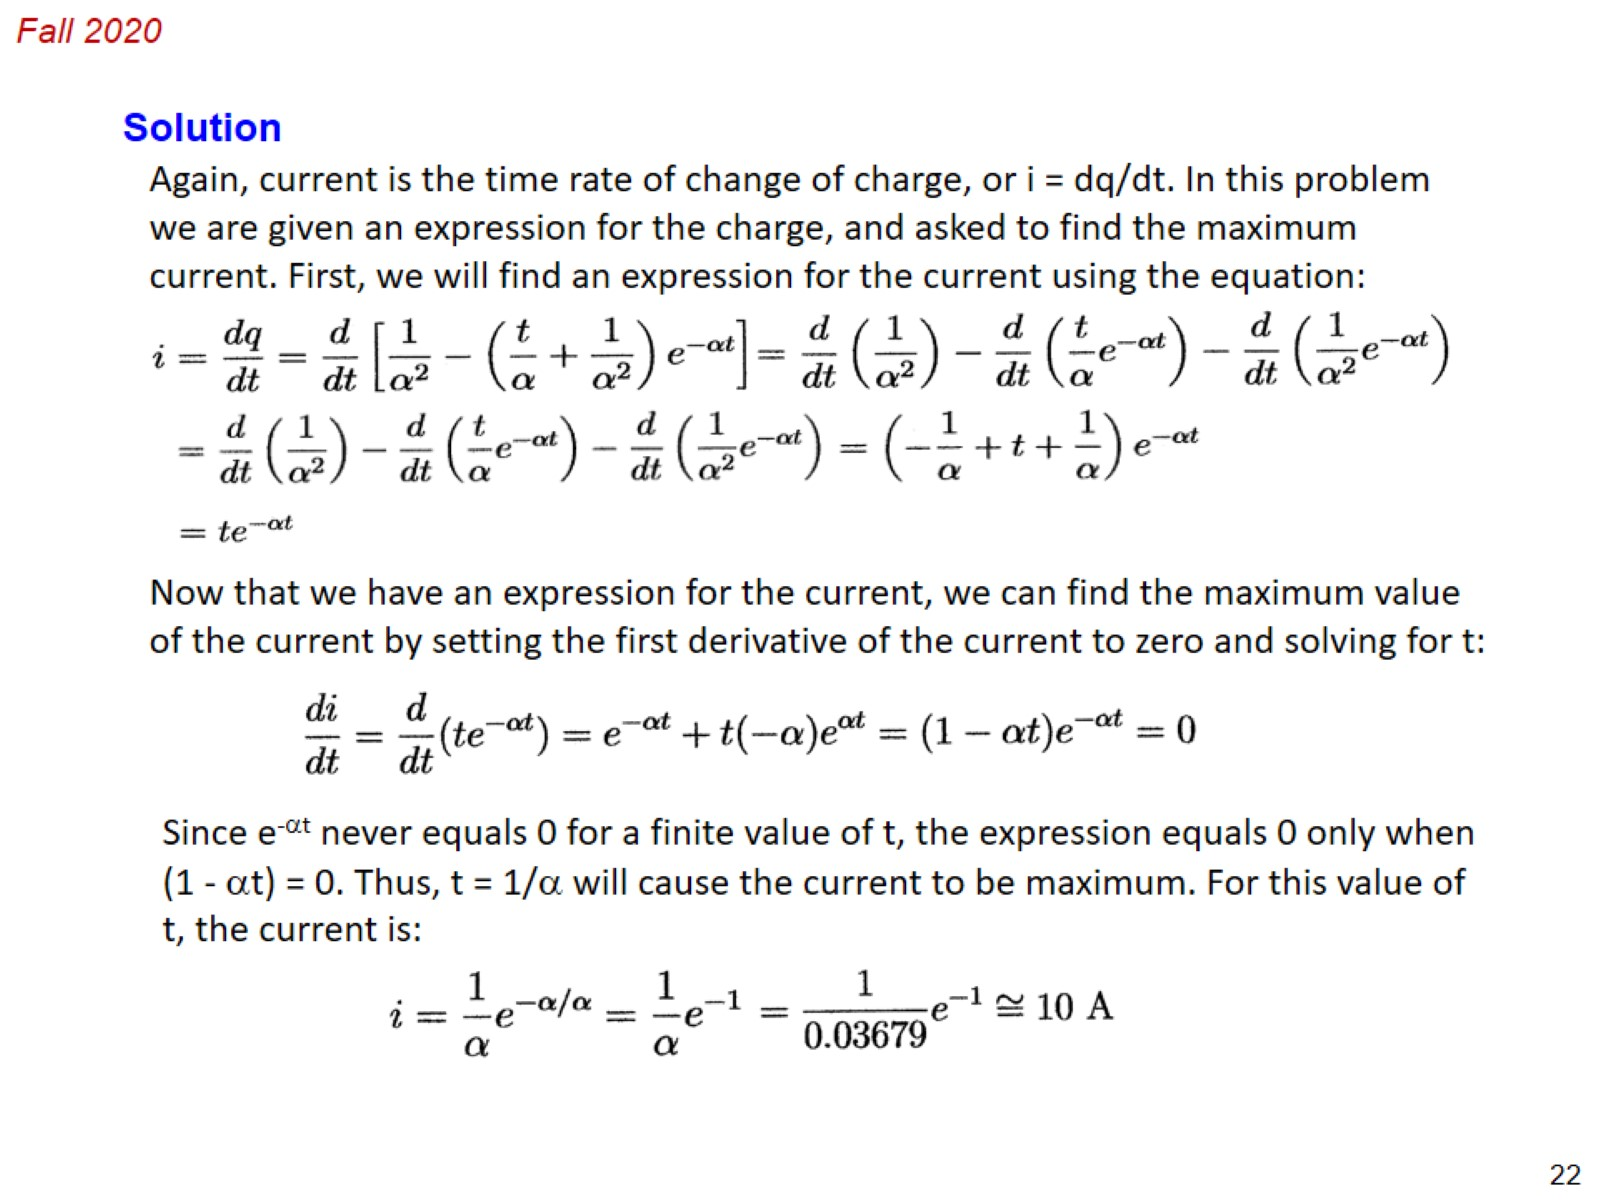 Fall 2020
Solution
Again, current is the time rate of change of charge, or i = dq/dt. In this problem
we are given an expression for the charge, and asked to find the maximum
current. First, we will find an expression for the current using the equation:
i = dq/dt = d/dt [1/α² − (t/α + 1/α²) e^−αt] = d/dt (1/α²) − d/dt (t/α e^−αt) − d/dt (1/α² e^−αt)
= d/dt (1/α²) − d/dt (t/α e^−αt) − d/dt (1/α² e^−αt) = (−1/α + t + 1/α) e^−αt
= te^−αt
Now that we have an expression for the current, we can find the maximum value
of the current by setting the first derivative of the current to zero and solving for t:
di/dt = d/dt (te^−αt) = e^−αt + t(−α)e^αt = (1 − αt)e^−αt = 0
Since e^-αt never equals 0 for a finite value of t, the expression equals 0 only when
(1 - αt) = 0. Thus, t = 1/α will cause the current to be maximum. For this value of
t, the current is:
i = 1/α e^−α/α = 1/α e^−1 = 1/0.03679 e^−1 ≅ 10 A
22